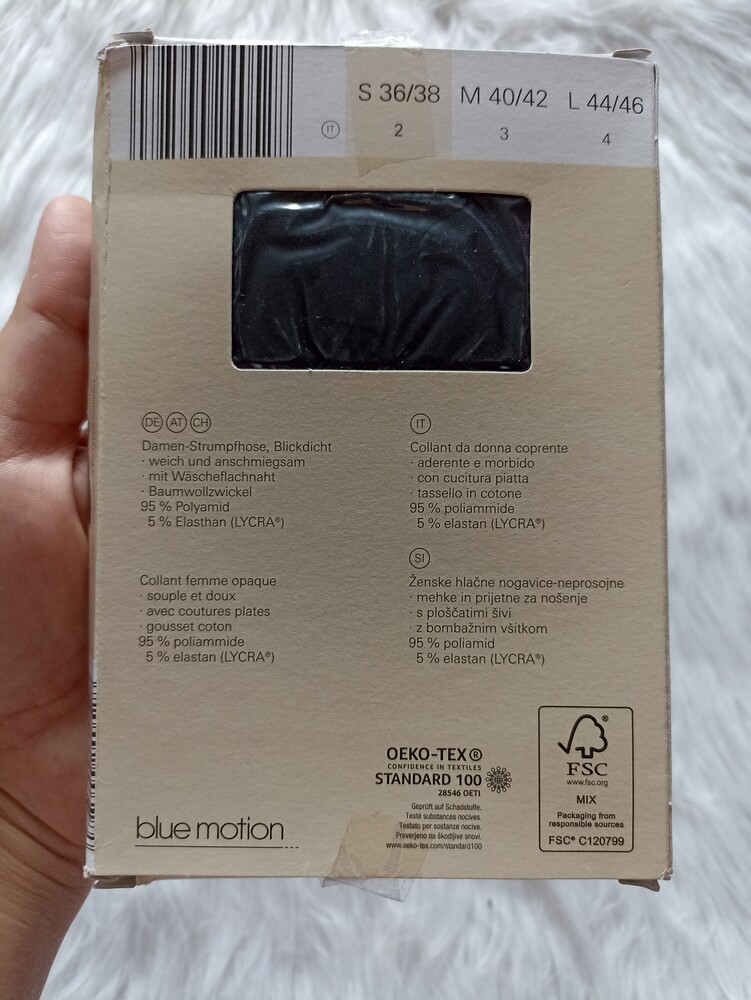 S 36/38 M 40/42 L 44/46
IT 2 3 4
DE AT CH
Damen-Strumpfhose, Blickdicht
· weich und anschmiegsam
· mit Wäscheflachnaht
· Baumwollzwickel
95 % Polyamid
5 % Elasthan (LYCRA®)
Collant femme opaque
· souple et doux
· avec coutures plates
· gousset coton
95 % poliammide
5 % elastan (LYCRA®)
IT
Collant da donna coprente
· aderente e morbido
· con cucitura piatta
· tassello in cotone
95 % poliammide
5 % elastan (LYCRA®)
SI
Ženske hlačne nogavice-neprosojne
· mehke in prijetne za nošenje
· s ploščatimi šivi
· z bombažnim všitkom
95 % poliamid
5 % elastan (LYCRA®)
blue motion
OEKO-TEX®
CONFIDENCE IN TEXTILES
STANDARD 100
28546 OETI
Geprüft auf Schadstoffe.
Testé substances nocives.
Testato per sostanze nocive.
Preverjeno na škodljive snovi.
www.oeko-tex.com/standard100
®
FSC
www.fsc.org
MIX
Packaging from
responsible sources
FSC® C120799